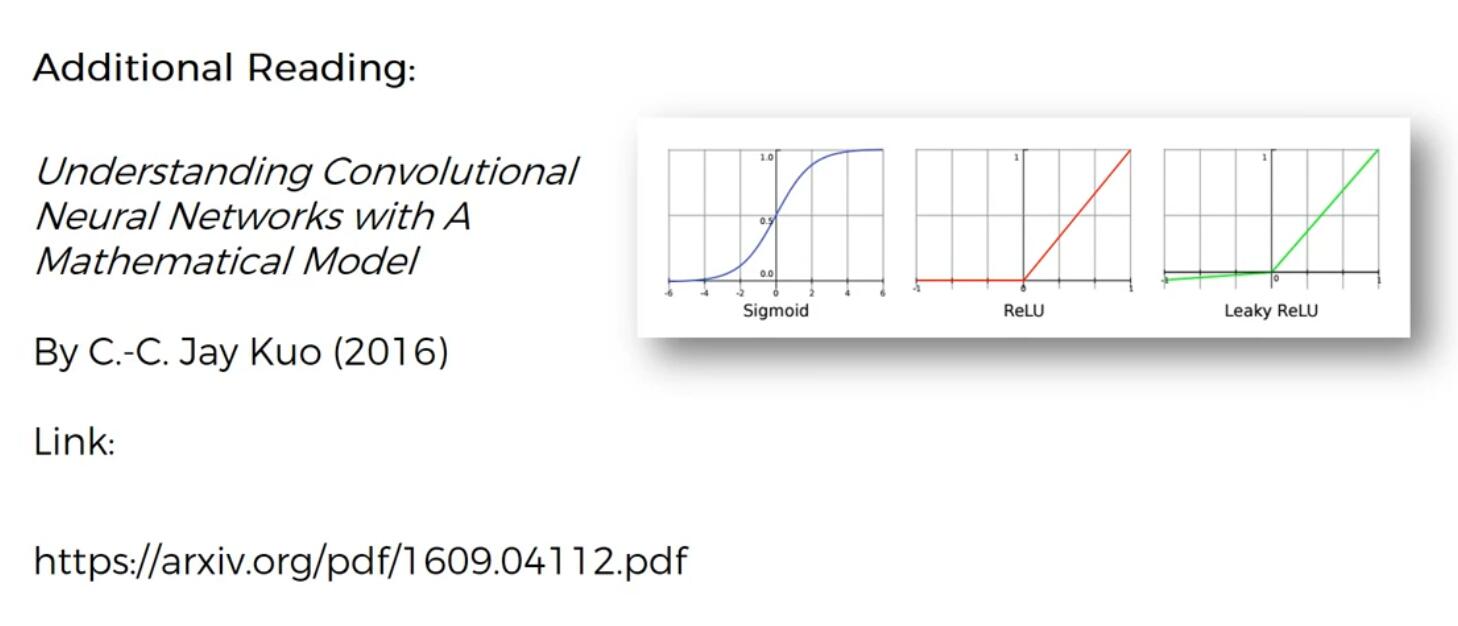 Additional Reading:
Understanding Convolutional
Neural Networks with A
Mathematical Model
By C.-C. Jay Kuo (2016)
Link:
https://arxiv.org/pdf/1609.04112.pdf
1.0
0.5
0.0
-6 -4 -2 0 2 4 6
Sigmoid
1
-1 0 1
ReLU
1
-1 0 1
Leaky ReLU